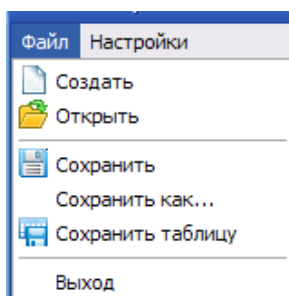 Файл Настройки
Создать
Открыть
Сохранить
Сохранить как...
Сохранить таблицу
Выход